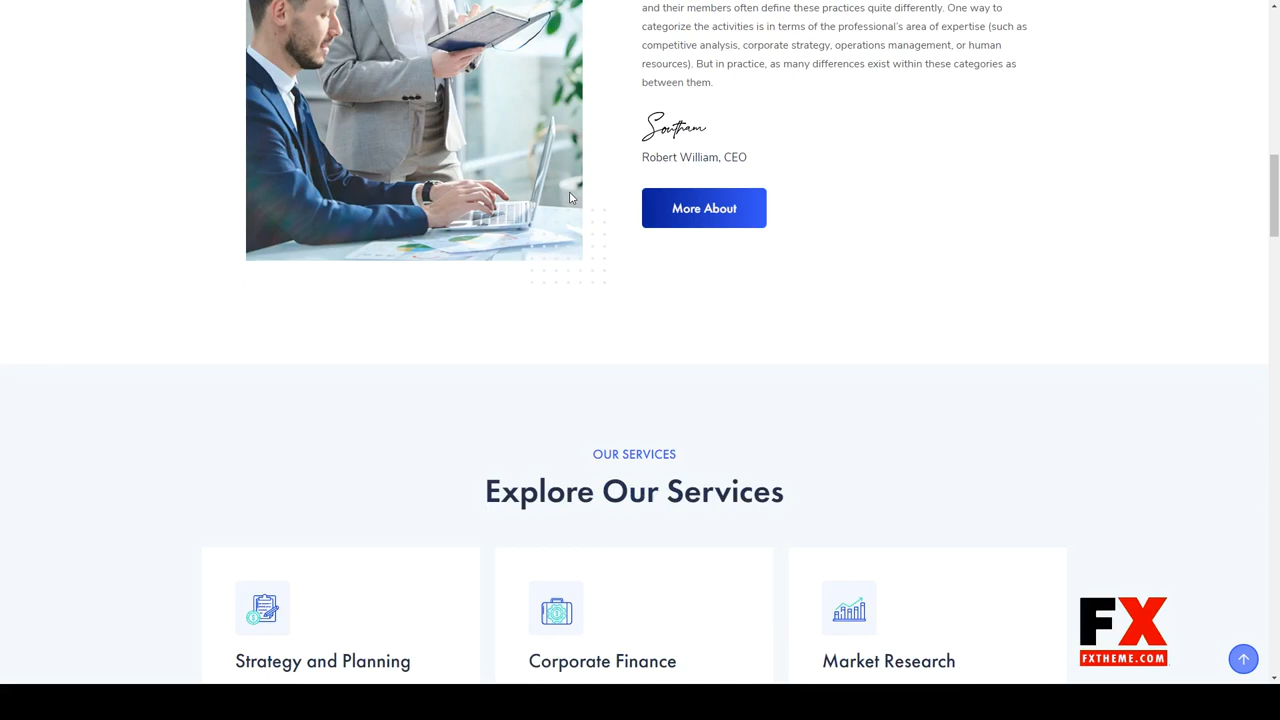 and their members often define these practices quite differently. One way to
categorize the activities is in terms of the professional's area of expertise (such as
competitive analysis, corporate strategy, operations management, or human
resources). But in practice, as many differences exist within these categories as
between them.
Southam
Robert William, CEO
More About
OUR SERVICES
Explore Our Services
Strategy and Planning
Corporate Finance
Market Research
FX
FXTHEME.COM